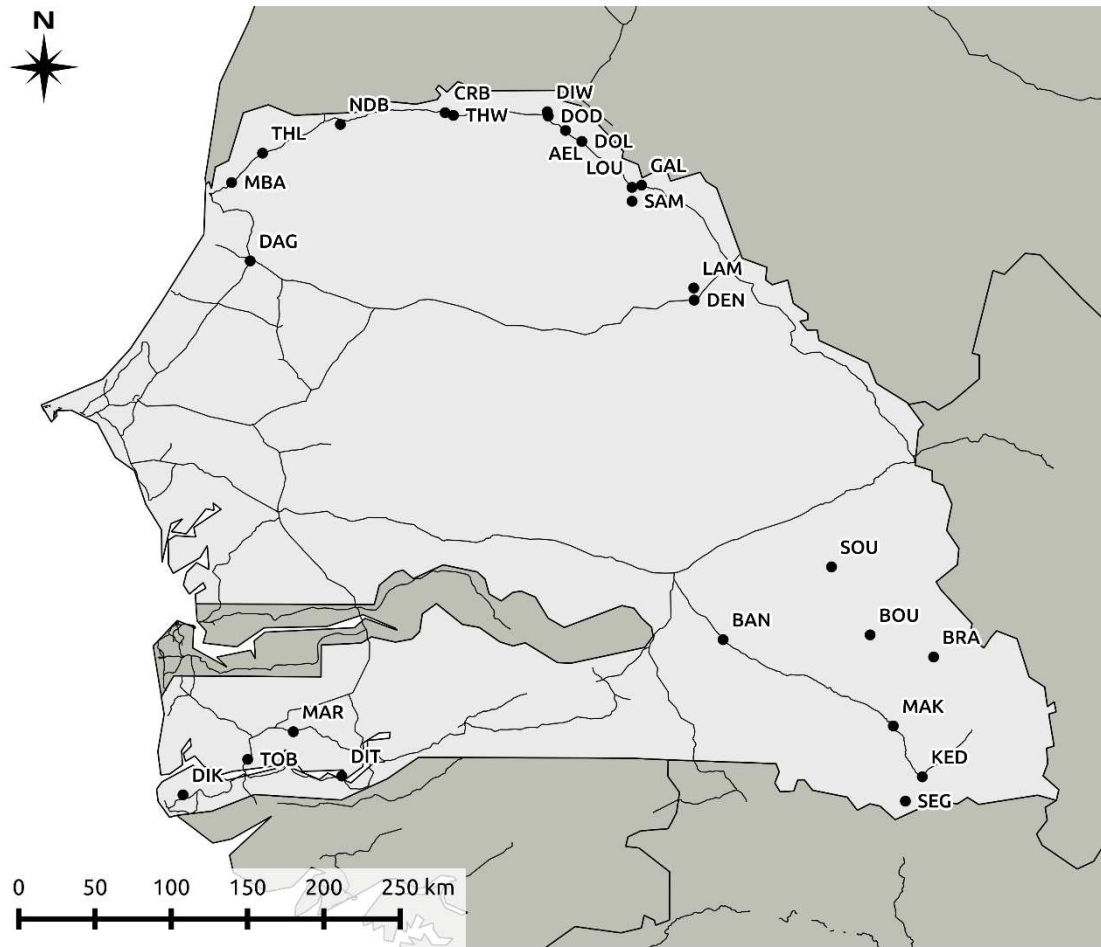 N
CRB
DIW
NDB
THW
DOD
THL
DOL
AEL
LOU
GAL
MBA
SAM
DAG
LAM
DEN
SOU
BAN
BOU
BRA
MAR
MAK
TOB
DIT
DIK
KED
SEG
0 50 100 150 200 250 km